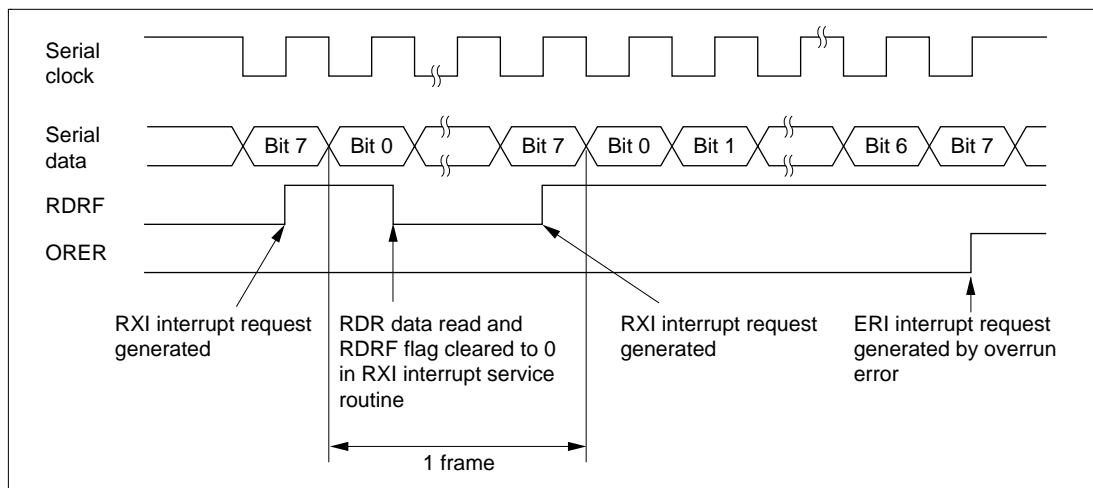 Serial
clock
Serial
data
Bit 7 Bit 0 Bit 7 Bit 0 Bit 1 Bit 6 Bit 7
RDRF
ORER
RXI interrupt request
generated
RDR data read and
RDRF flag cleared to 0
in RXI interrupt service
routine
RXI interrupt request
generated
ERI interrupt request
generated by overrun
error
1 frame